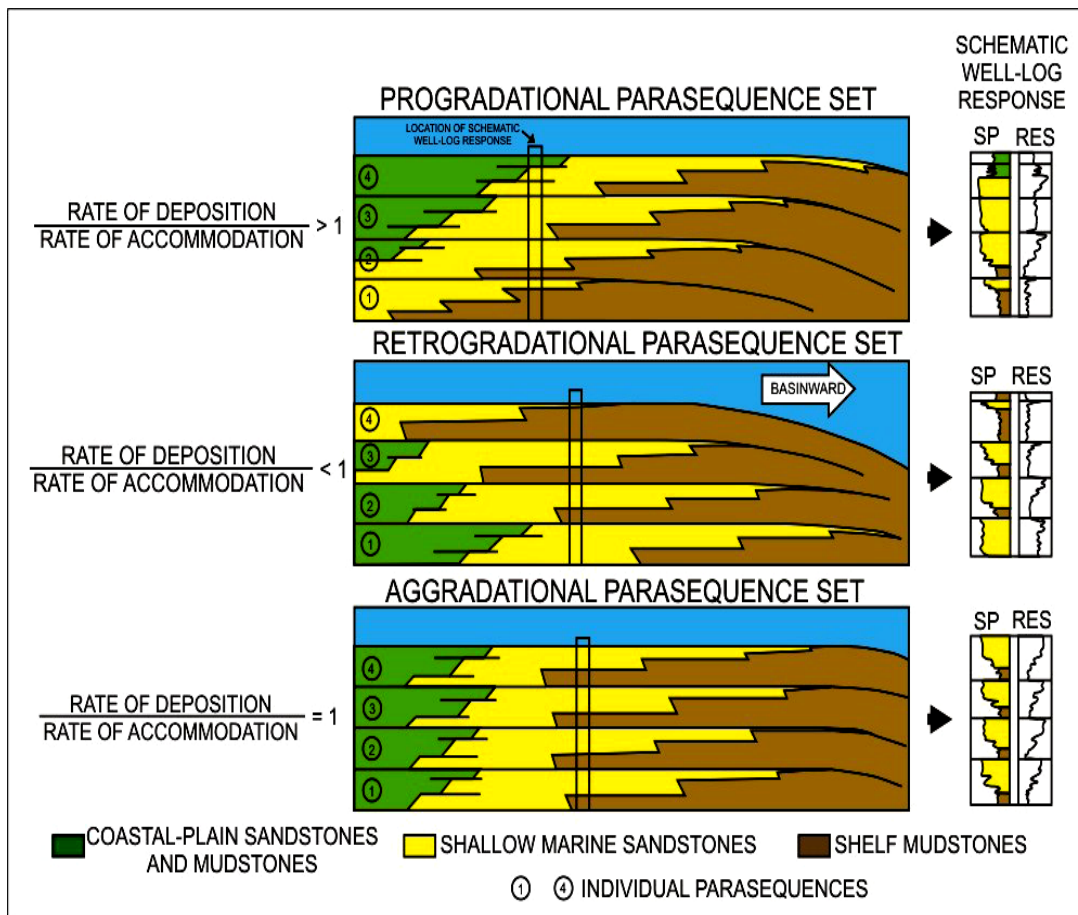 SCHEMATIC
WELL-LOG
RESPONSE
PROGRADATIONAL PARASEQUENCE SET
SP RES
LOCATION OF SCHEMATIC
WELL-LOG RESPONSE
4
3
2
1
RATE OF DEPOSITION
RATE OF ACCOMMODATION
> 1
RETROGRADATIONAL PARASEQUENCE SET
SP RES
BASINWARD
4
3
2
1
RATE OF DEPOSITION
RATE OF ACCOMMODATION
< 1
AGGRADATIONAL PARASEQUENCE SET
SP RES
4
3
2
1
RATE OF DEPOSITION
RATE OF ACCOMMODATION
= 1
COASTAL-PLAIN SANDSTONES
AND MUDSTONES
SHALLOW MARINE SANDSTONES
SHELF MUDSTONES
1 4 INDIVIDUAL PARASEQUENCES